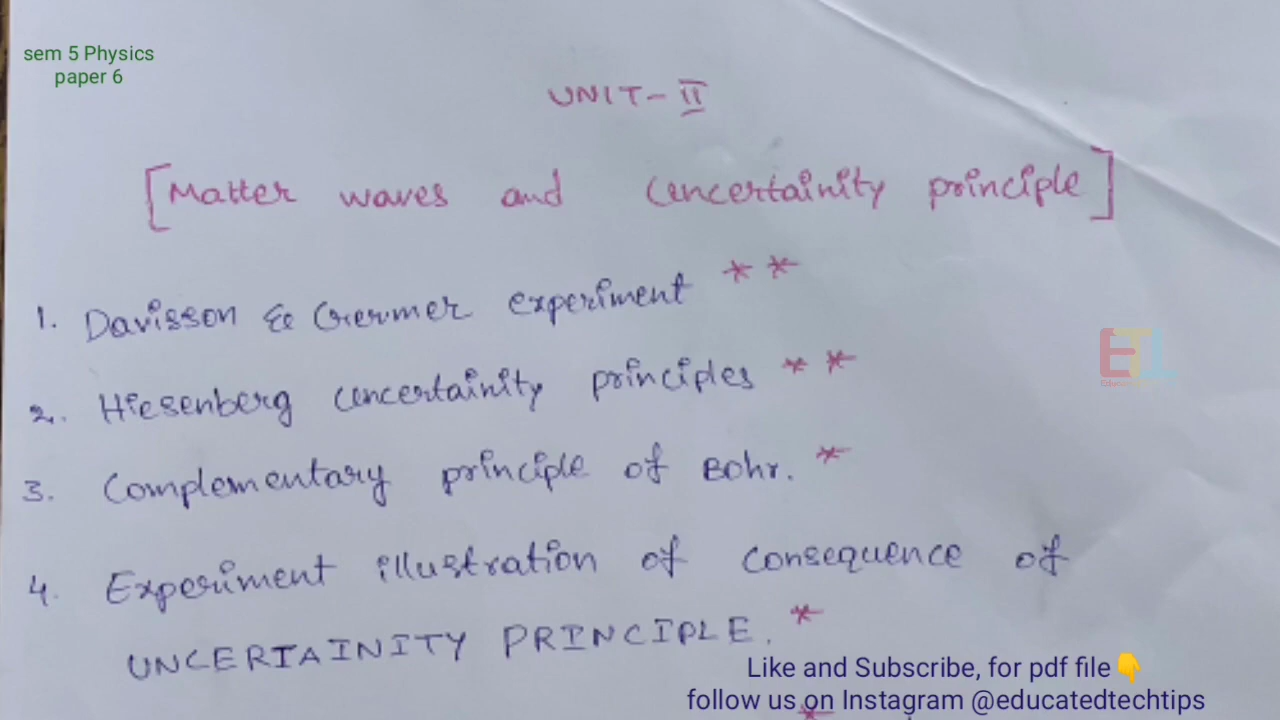 sem 5 Physics
paper 6
UNIT - II
[Matter waves and Uncertainity principle]
1. Davisson & Germer experiment **
2. Hiesenberg uncertainity principles **
3. Complementary principle of Bohr. *
4. Experiment illustration of consequence of
UNCERTAINITY PRINCIPLE. *
ETL
Like and Subscribe, for pdf file👇
follow us on Instagram @educatedtechtips